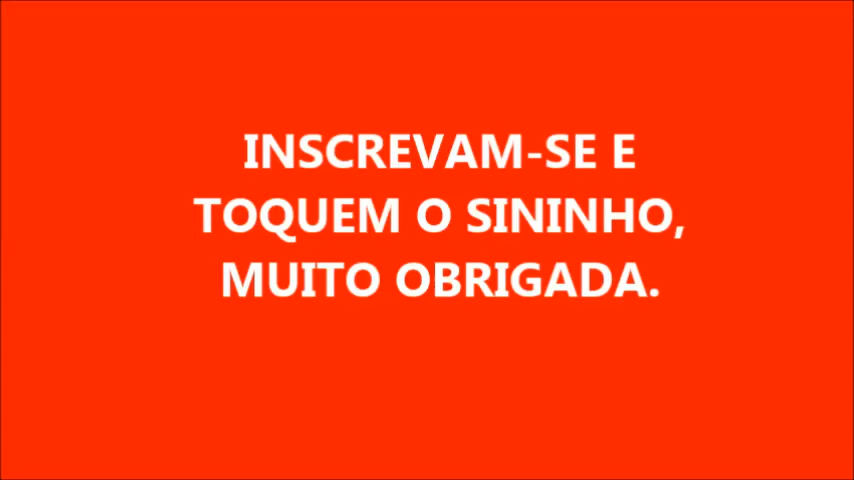 INSCREVAM-SE E
TOQUEM O SININHO,
MUITO OBRIGADA.